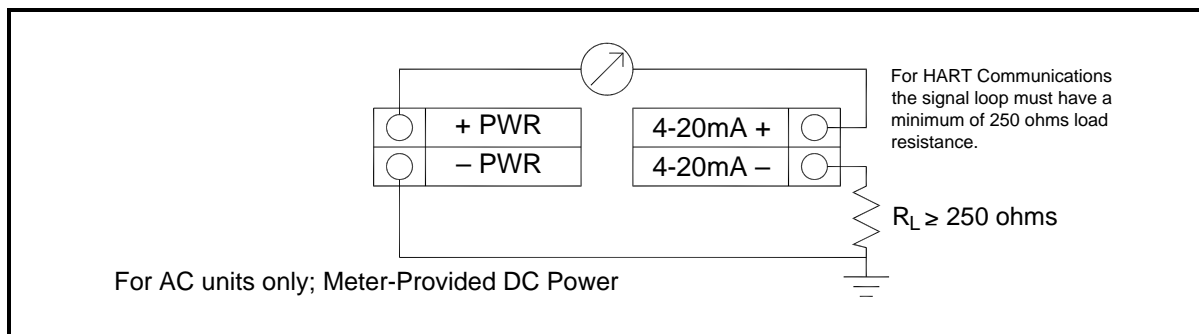 For HART Communications
the signal loop must have a
minimum of 250 ohms load
resistance.
+ PWR
4-20mA +
– PWR
4-20mA –
RL ≥ 250 ohms
For AC units only; Meter-Provided DC Power